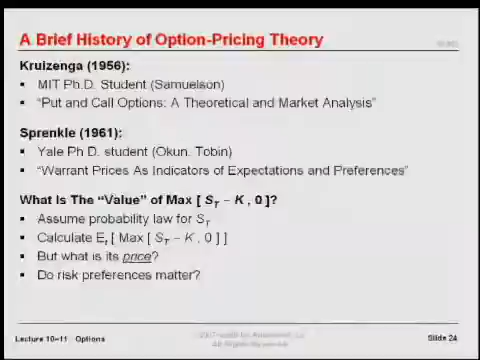 A Brief History of Option-Pricing Theory
Kruizenga (1956):
▪ MIT Ph.D. Student (Samuelson)
▪ “Put and Call Options: A Theoretical and Market Analysis”
Sprenkle (1961):
▪ Yale Ph D. student (Okun, Tobin)
▪ “Warrant Prices As Indicators of Expectations and Preferences”
What Is The “Value” of Max [ S_T – K , 0 ]?
▪ Assume probability law for S_T
▪ Calculate E_t [ Max [ S_T – K , 0 ] ]
▪ But what is its price?
▪ Do risk preferences matter?
All Rights Reserved
Lecture 10–11 Options
Slide 24